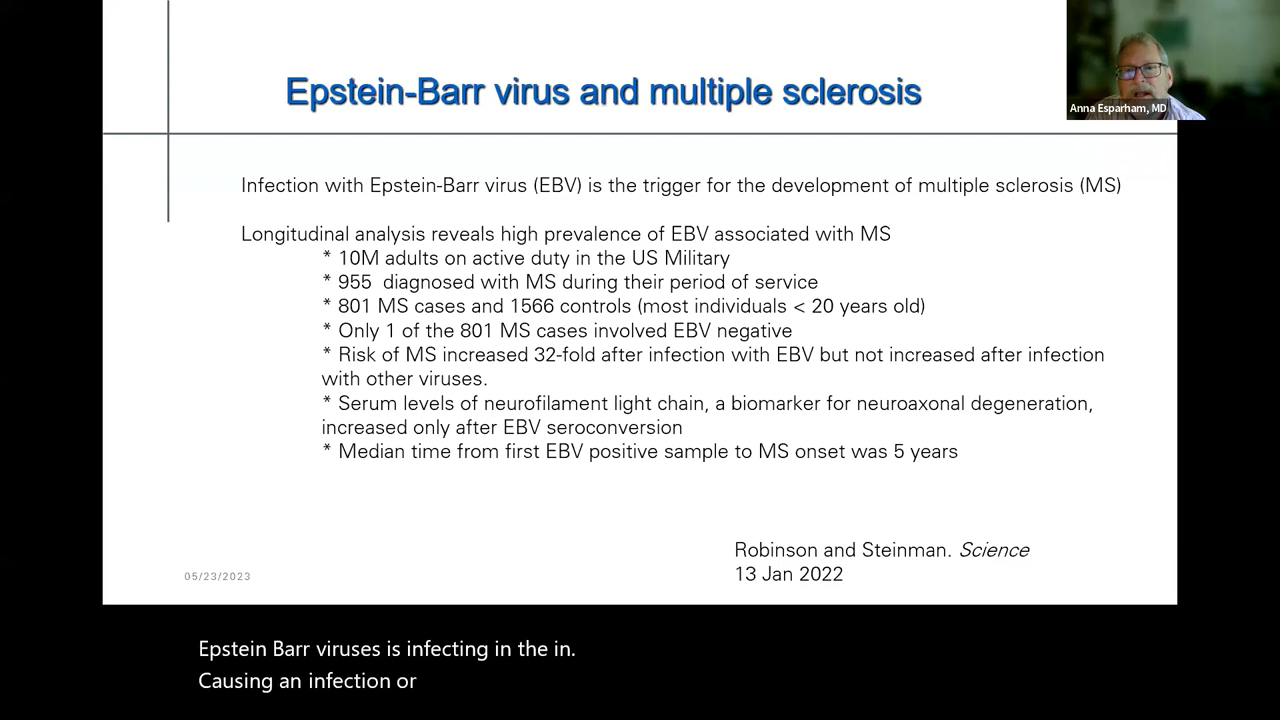 Epstein-Barr virus and multiple sclerosis
Anna Esparham, MD
Infection with Epstein-Barr virus (EBV) is the trigger for the development of multiple sclerosis (MS)
Longitudinal analysis reveals high prevalence of EBV associated with MS
* 10M adults on active duty in the US Military
* 955  diagnosed with MS during their period of service
* 801 MS cases and 1566 controls (most individuals < 20 years old)
* Only 1 of the 801 MS cases involved EBV negative
* Risk of MS increased 32-fold after infection with EBV but not increased after infection
with other viruses.
* Serum levels of neurofilament light chain, a biomarker for neuroaxonal degeneration,
increased only after EBV seroconversion
* Median time from first EBV positive sample to MS onset was 5 years
Robinson and Steinman. Science
13 Jan 2022
05/23/2023
Epstein Barr viruses is infecting in the in.
Causing an infection or